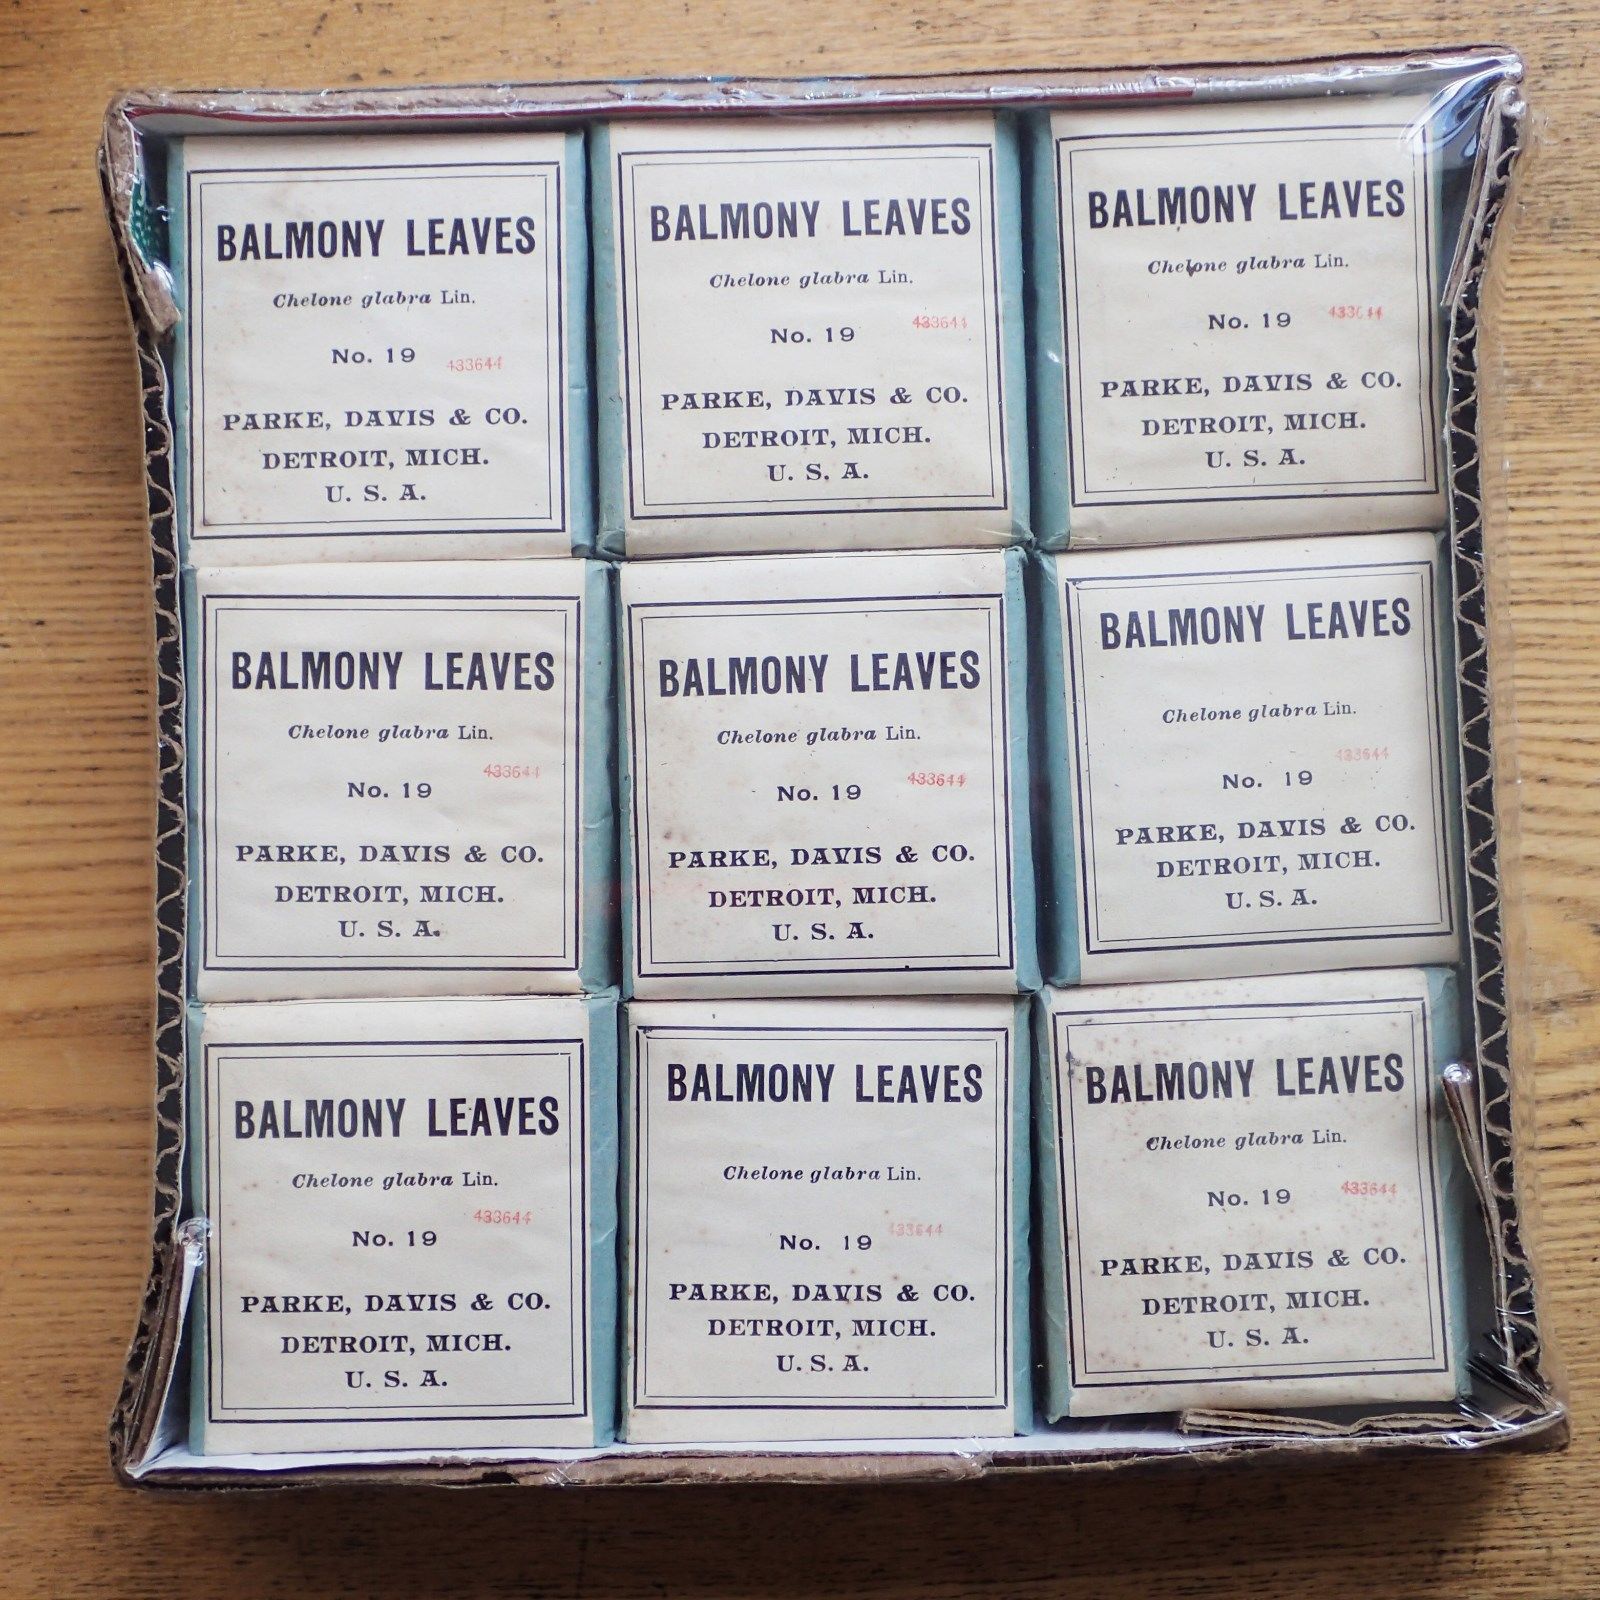 BALMONY LEAVES
Chelone glabra Lin.
No. 19 433644
PARKE, DAVIS & CO.
DETROIT, MICH.
U. S. A.
BALMONY LEAVES
Chelone glabra Lin.
433644
No. 19
PARKE, DAVIS & CO.
DETROIT, MICH.
U. S. A.
BALMONY LEAVES
Chelone glabra Lin.
No. 19 433644
PARKE, DAVIS & CO.
DETROIT, MICH.
U. S. A.
BALMONY LEAVES
Chelone glabra Lin.
433644
No. 19
PARKE, DAVIS & CO.
DETROIT, MICH.
U. S. A.
BALMONY LEAVES
Chelone glabra Lin.
433644
No. 19
PARKE, DAVIS & CO.
DETROIT, MICH.
U. S. A.
BALMONY LEAVES
Chelone glabra Lin.
433644
No. 19
PARKE, DAVIS & CO.
DETROIT, MICH.
U. S. A.
BALMONY LEAVES
Chelone glabra Lin.
433644
No. 19
PARKE, DAVIS & CO.
DETROIT, MICH.
U. S. A.
BALMONY LEAVES
Chelone glabra Lin.
433644
No. 19
PARKE, DAVIS & CO.
DETROIT, MICH.
U. S. A.
BALMONY LEAVES
Chelone glabra Lin.
No. 19 433644
PARKE, DAVIS & CO.
DETROIT, MICH.
U. S. A.